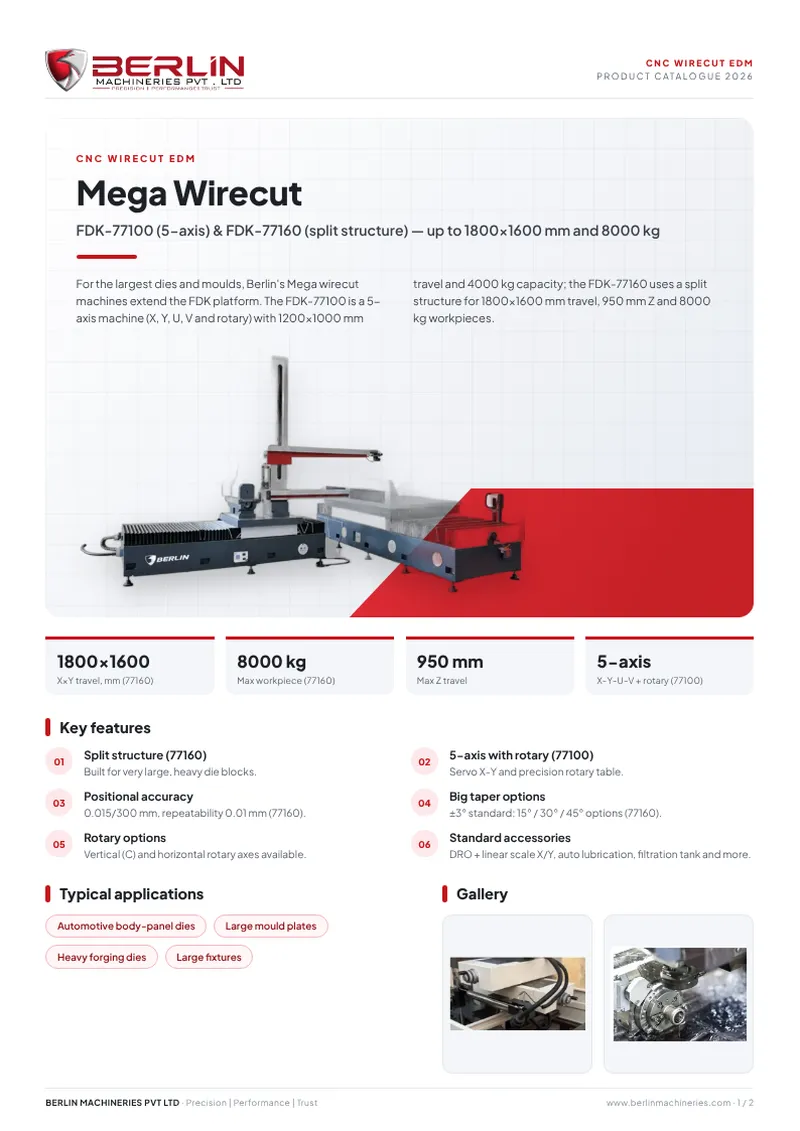 BERLIN
MACHINERIES PVT . LTD
PRECISION | PERFORMANCE | TRUST
CNC WIRECUT EDM
PRODUCT CATALOGUE 2026
CNC WIRECUT EDM
Mega Wirecut
FDK-77100 (5-axis) & FDK-77160 (split structure) — up to 1800×1600 mm and 8000 kg
For the largest dies and moulds, Berlin's Mega wirecut
machines extend the FDK platform. The FDK-77100 is a 5-
axis machine (X, Y, U, V and rotary) with 1200×1000 mm
travel and 4000 kg capacity; the FDK-77160 uses a split
structure for 1800×1600 mm travel, 950 mm Z and 8000
kg workpieces.
BERLIN
1800×1600
X×Y travel, mm (77160)
8000 kg
Max workpiece (77160)
950 mm
Max Z travel
5-axis
X-Y-U-V + rotary (77100)
Key features
01
Split structure (77160)
Built for very large, heavy die blocks.
02
5-axis with rotary (77100)
Servo X-Y and precision rotary table.
03
Positional accuracy
0.015/300 mm, repeatability 0.01 mm (77160).
04
Big taper options
±3° standard; 15° / 30° / 45° options (77160).
05
Rotary options
Vertical (C) and horizontal rotary axes available.
06
Standard accessories
DRO + linear scale X/Y, auto lubrication, filtration tank and more.
Typical applications
Automotive body-panel dies
Large mould plates
Heavy forging dies
Large fixtures
Gallery
BERLIN MACHINERIES PVT LTD · Precision | Performance | Trust
www.berlinmachineries.com · 1 / 2